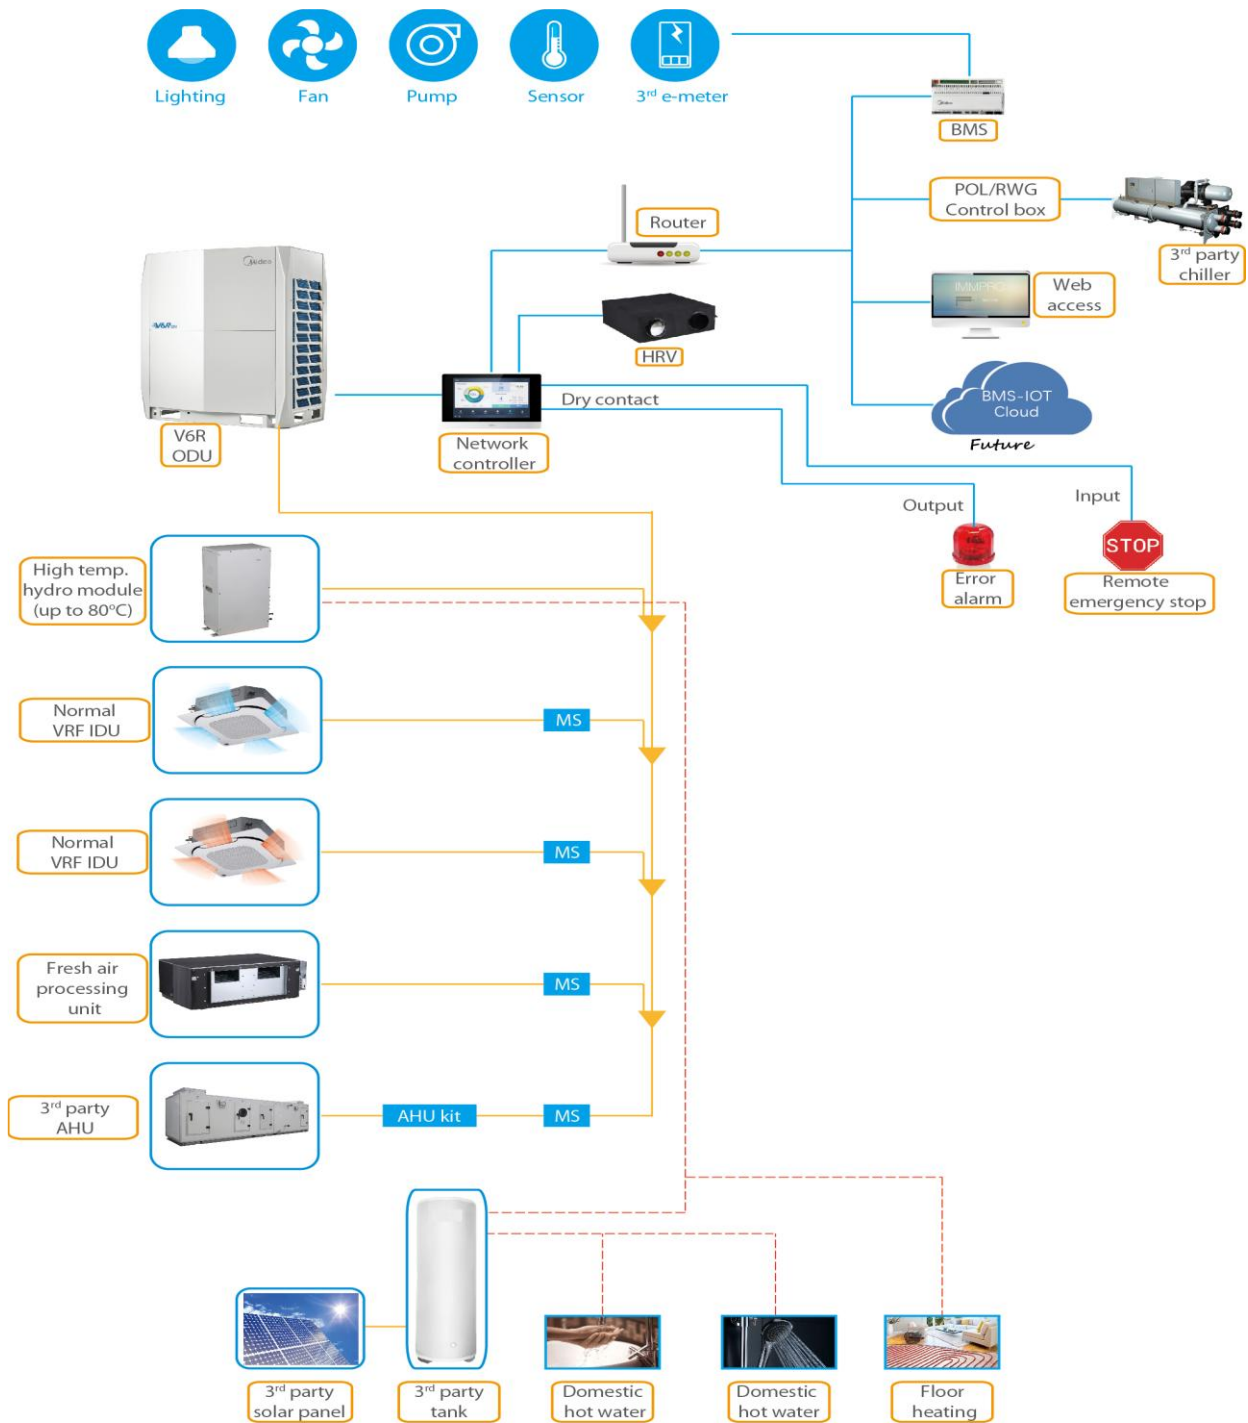 Lighting
Fan
Pump
Sensor
3rd e-meter
Midea
BMS
POL/RWG
Control box
3rd party
chiller
Router
Midea
IMMPRO
Web
access
HRV
BMS-IOT
Cloud
Future
Dry contact
V6R
ODU
Network
controller
Output
Input
STOP
Error
alarm
Remote
emergency stop
High temp.
hydro module
(up to 80°C)
Normal
VRF IDU
MS
Normal
VRF IDU
MS
Fresh air
processing
unit
MS
3rd party
AHU
AHU kit
MS
3rd party
solar panel
3rd party
tank
Domestic
hot water
Domestic
hot water
Floor
heating